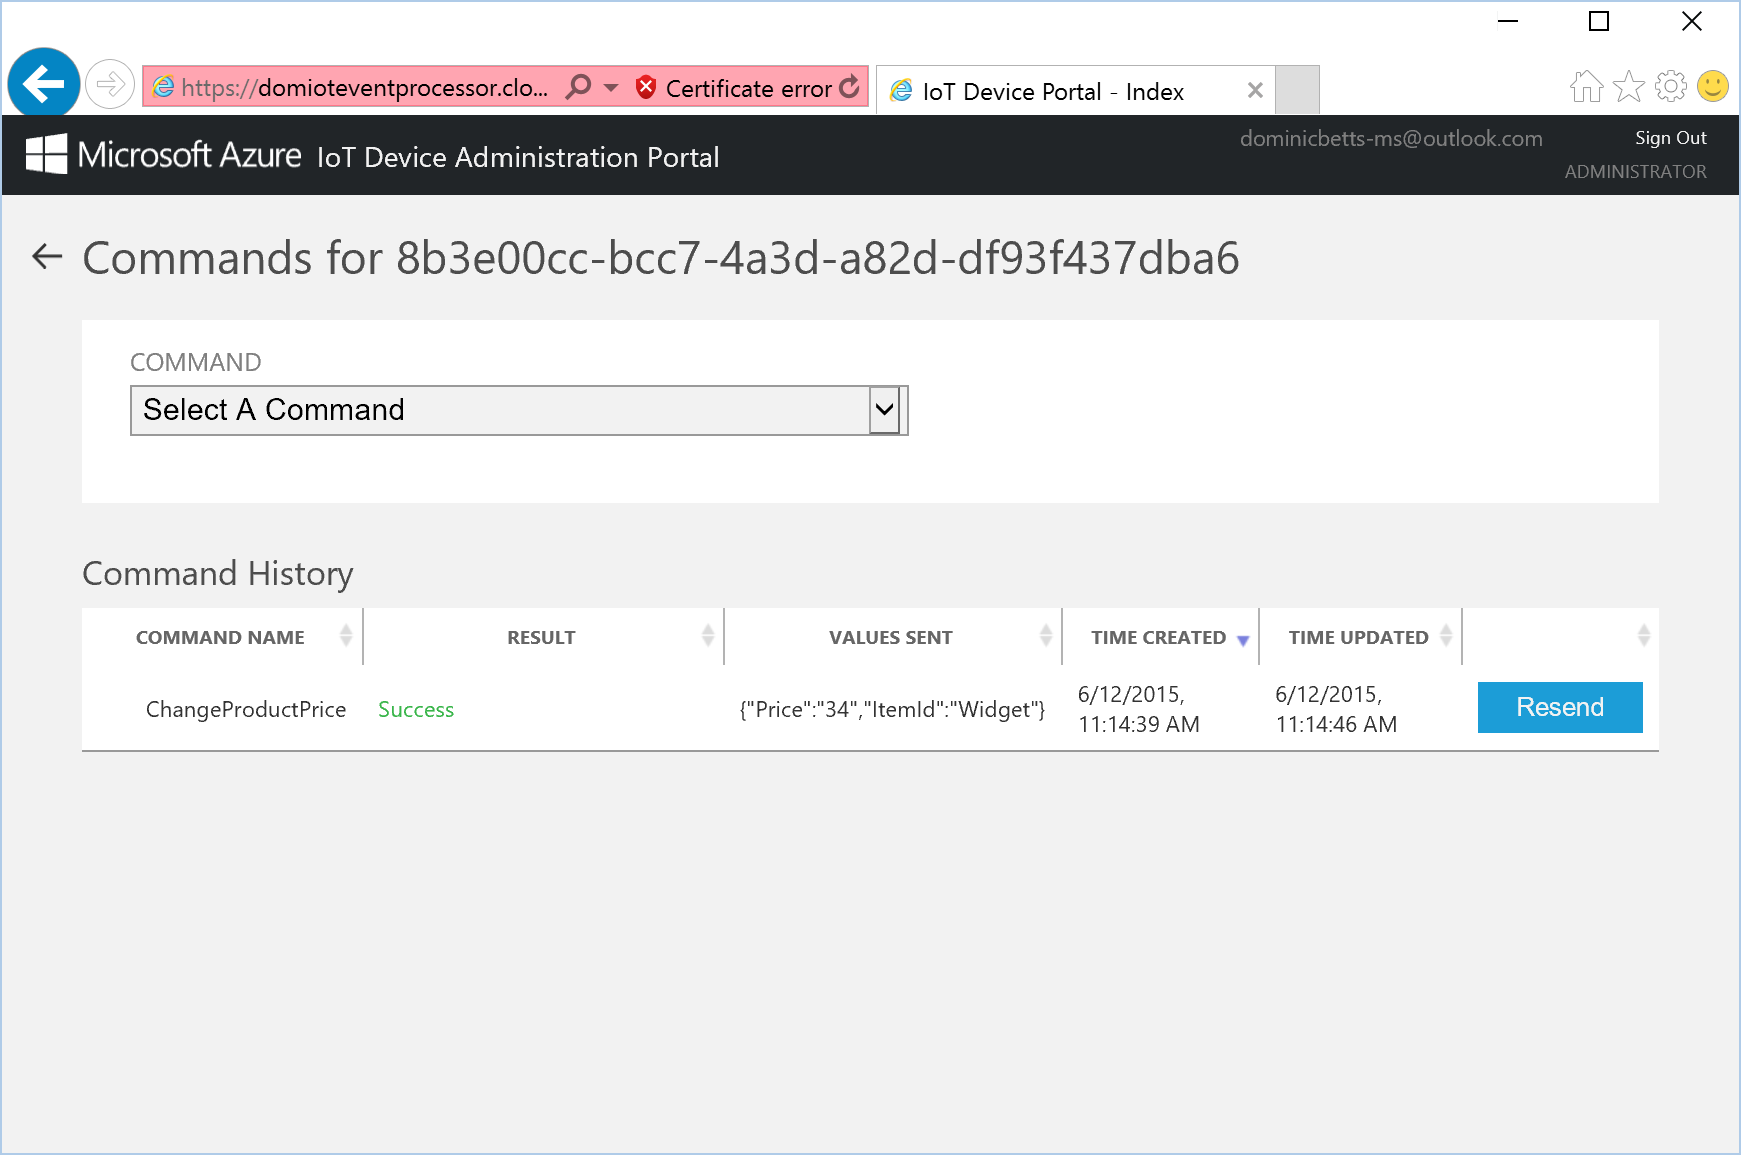 https://domioteventprocessor.clo... Certificate error IoT Device Portal - Index
Microsoft Azure IoT Device Administration Portal
dominicbetts-ms@outlook.com
Sign Out
ADMINISTRATOR
Commands for 8b3e00cc-bcc7-4a3d-a82d-df93f437dba6
COMMAND
Select A Command
Command History
COMMAND NAME RESULT VALUES SENT TIME CREATED TIME UPDATED
ChangeProductPrice Success {"Price":"34","ItemId":"Widget"} 6/12/2015, 11:14:39 AM 6/12/2015, 11:14:46 AM Resend